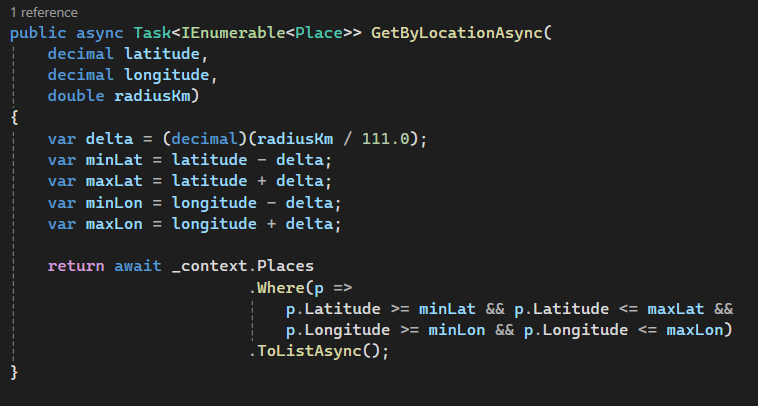 1 reference
public async Task<IEnumerable<Place>> GetByLocationAsync(
    decimal latitude,
    decimal longitude,
    double radiusKm)
{
    var delta = (decimal)(radiusKm / 111.0);
    var minLat = latitude - delta;
    var maxLat = latitude + delta;
    var minLon = longitude - delta;
    var maxLon = longitude + delta;

    return await _context.Places
                         .Where(p =>
                             p.Latitude >= minLat && p.Latitude <= maxLat &&
                             p.Longitude >= minLon && p.Longitude <= maxLon)
                         .ToListAsync();
}